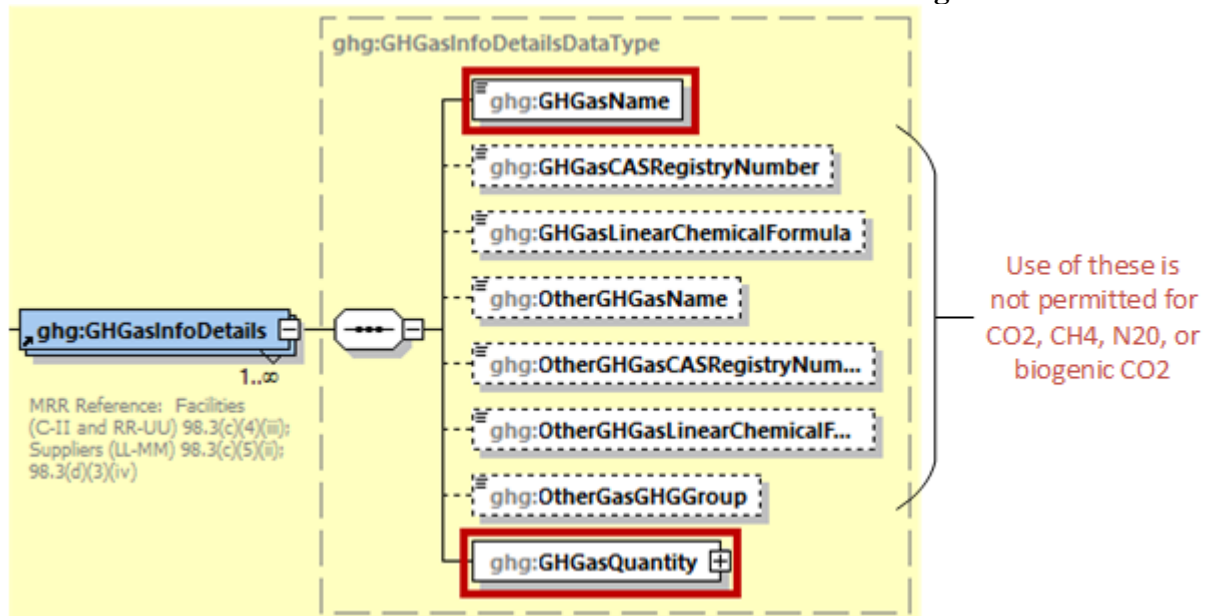 ghg:GHGasInfoDetailsDataType
ghg:GHGasName
ghg:GHGasCASRegistryNumber
ghg:GHGasLinearChemicalFormula
ghg:OtherGHGasName
ghg:GHGasInfoDetails
1..∞
ghg:OtherGHGasCASRegistryNum...
ghg:OtherGHGasLinearChemicalF...
ghg:OtherGasGHGGroup
ghg:GHGasQuantity
MRR Reference: Facilities
(C-II and RR-UU) 98.3(c)(4)(iii);
Suppliers (LL-MM) 98.3(c)(5)(ii);
98.3(d)(3)(iv)
Use of these is
not permitted for
CO2, CH4, N20, or
biogenic CO2